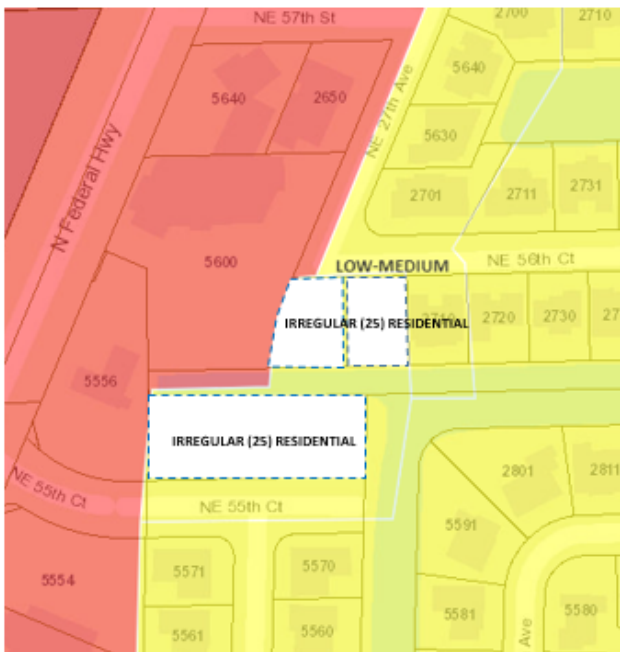 NE 57th St
2700
2710
5640
2650
5640
NE 27th Ave
5630
N Federal Hwy
2701
2711
2731
5600
LOW-MEDIUM
NE 56th Ct
IRREGULAR (25) RESIDENTIAL
2720
2730
27
5556
IRREGULAR (25) RESIDENTIAL
2801
2811
NE 55th Ct
NE 55th Ct
5591
5571
5570
5554
5581
5580
5561
5560
Ave